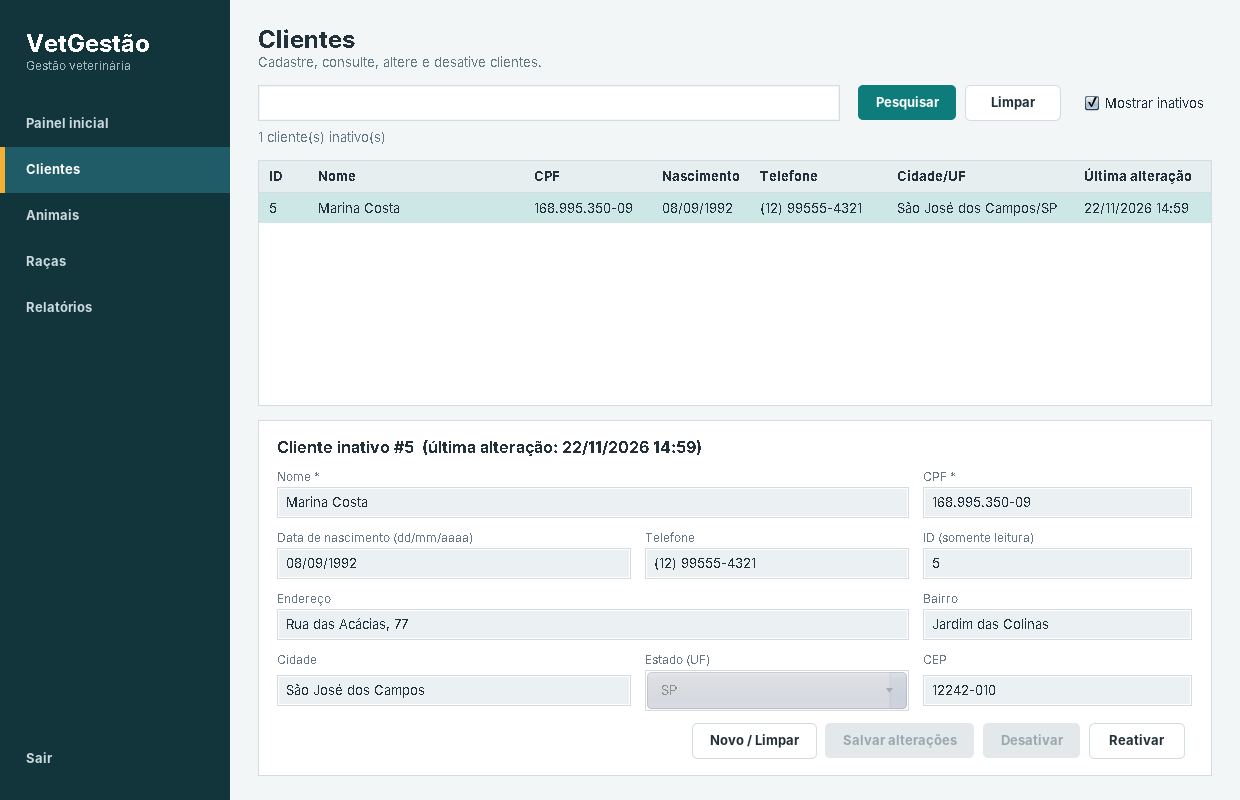 VetGestão
Gestão veterinária
Painel inicial
Clientes
Animais
Raças
Relatórios
Sair
Clientes
Cadastre, consulte, altere e desative clientes.
Pesquisar Limpar Mostrar inativos
1 cliente(s) inativo(s)
ID Nome CPF Nascimento Telefone Cidade/UF Última alteração
5 Marina Costa 168.995.350-09 08/09/1992 (12) 99555-4321 São José dos Campos/SP 22/11/2026 14:59
Cliente inativo #5 (última alteração: 22/11/2026 14:59)
Nome * CPF *
Marina Costa 168.995.350-09
Data de nascimento (dd/mm/aaaa) Telefone ID (somente leitura)
08/09/1992 (12) 99555-4321 5
Endereço Bairro
Rua das Acácias, 77 Jardim das Colinas
Cidade Estado (UF) CEP
São José dos Campos SP 12242-010
Novo / Limpar Salvar alterações Desativar Reativar